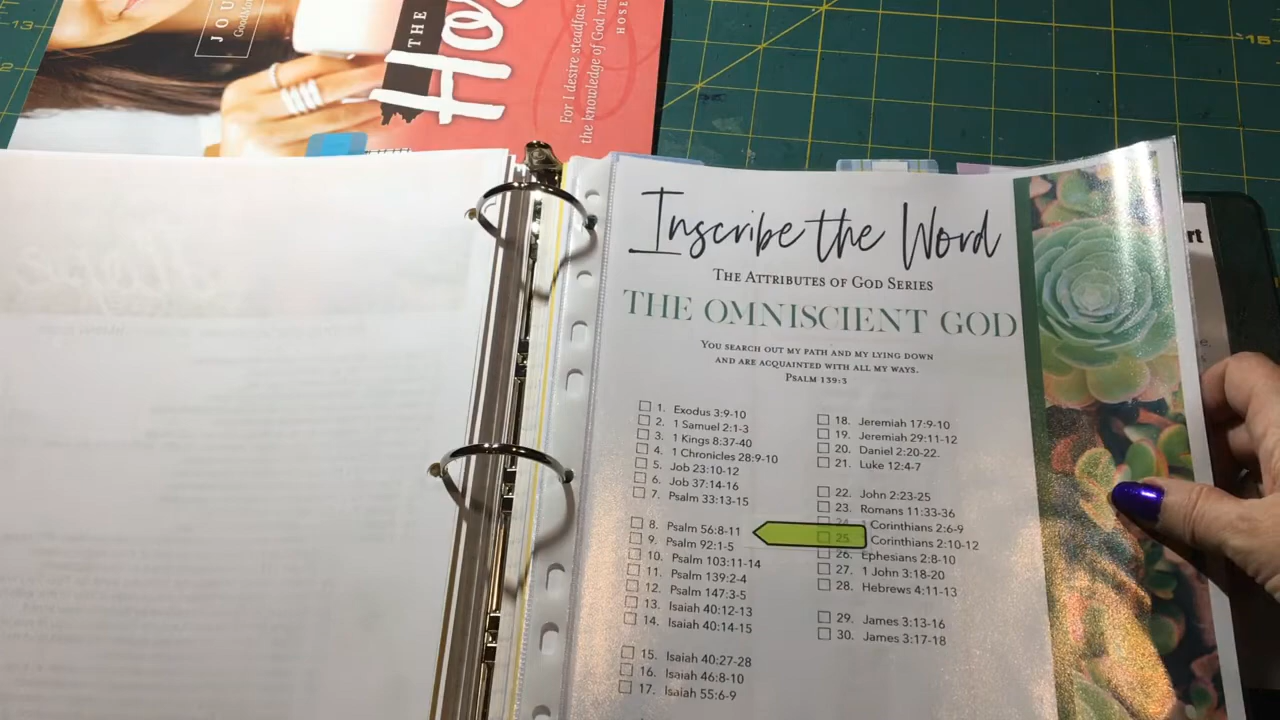 13
2
15
JOU
GoodMor
THE
Ho
For I desire steadfast
the knowledge of God rat
HOSE
rt
Inscribe the Word
The Attributes of God Series
THE OMNISCIENT GOD
You search out my path and my lying down
and are acquainted with all my ways.
Psalm 139:3
1. Exodus 3:9-10
2. 1 Samuel 2:1-3
3. 1 Kings 8:37-40
4. 1 Chronicles 28:9-10
5. Job 23:10-12
6. Job 37:14-16
7. Psalm 33:13-15
8. Psalm 56:8-11
9. Psalm 92:1-5
10. Psalm 103:11-14
11. Psalm 139:2-4
12. Psalm 147:3-5
13. Isaiah 40:12-13
14. Isaiah 40:14-15
15. Isaiah 40:27-28
16. Isaiah 46:8-10
17. Isaiah 55:6-9
18. Jeremiah 17:9-10
19. Jeremiah 29:11-12
20. Daniel 2:20-22.
21. Luke 12:4-7
22. John 2:23-25
23. Romans 11:33-36
24. Corinthians 2:6-9
25. Corinthians 2:10-12
26. Ephesians 2:8-10
27. 1 John 3:18-20
28. Hebrews 4:11-13
29. James 3:13-16
30. James 3:17-18